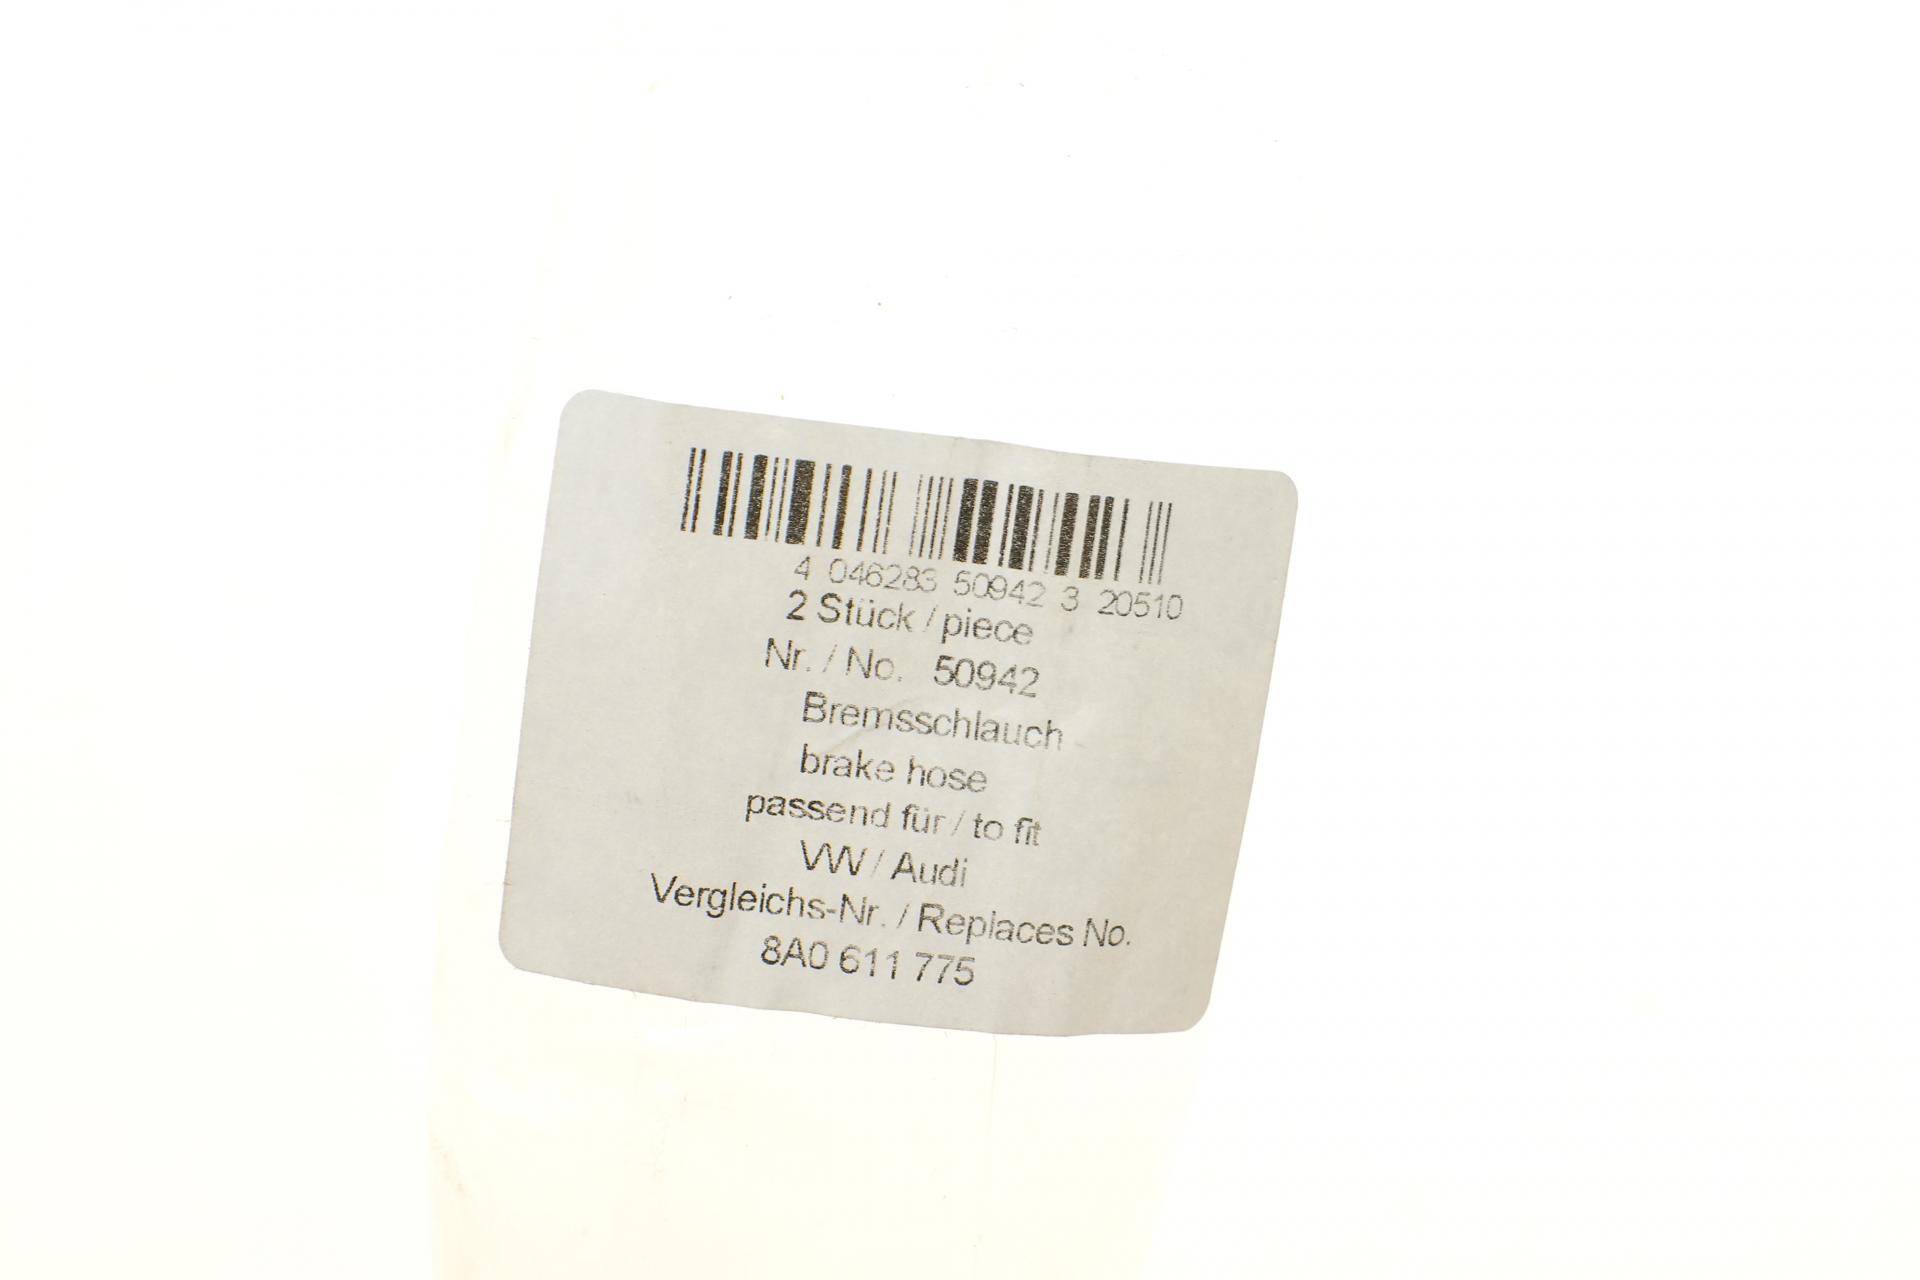 4 046283 50942 3 20510
2 Stück / piece
Nr. / No. 50942
Bremsschlauch
brake hose
passend für / to fit
VW / Audi
Vergleichs-Nr. / Replaces No.
8A0 611 775